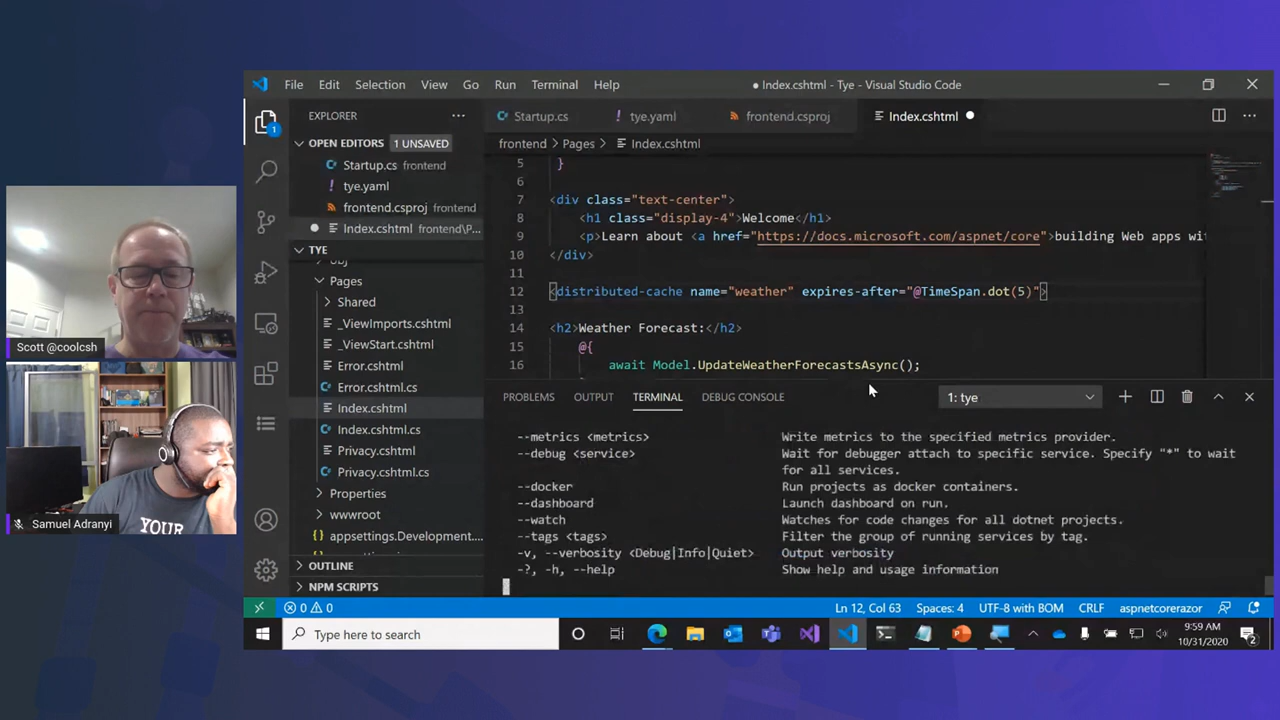 File Edit Selection View Go Run Terminal Help
● Index.cshtml - Tye - Visual Studio Code
EXPLORER
Startup.cs
! tye.yaml
frontend.csproj
Index.cshtml
1
OPEN EDITORS 1 UNSAVED
Startup.cs frontend
! tye.yaml
frontend.csproj frontend
Index.cshtml frontend\P...
TYE
Pages
Shared
_ViewImports.cshtml
_ViewStart.cshtml
Error.cshtml
Error.cshtml.cs
Index.cshtml
Index.cshtml.cs
Privacy.cshtml
Privacy.cshtml.cs
Properties
wwwroot
appsettings.Development....
OUTLINE
NPM SCRIPTS
frontend > Pages > Index.cshtml
5 }
6
7 <div class="text-center">
8 <h1 class="display-4">Welcome</h1>
9 <p>Learn about <a href="https://docs.microsoft.com/aspnet/core">building Web apps wi
10 </div>
11
12 <distributed-cache name="weather" expires-after="@TimeSpan.dot(5)">
13
14 <h2>Weather Forecast:</h2>
15 @{
16 await Model.UpdateWeatherForecastsAsync();
PROBLEMS OUTPUT TERMINAL DEBUG CONSOLE
1: tye
--metrics <metrics> Write metrics to the specified metrics provider.
--debug <service> Wait for debugger attach to specific service. Specify "*" to wait
for all services.
--docker Run projects as docker containers.
--dashboard Launch dashboard on run.
--watch Watches for code changes for all dotnet projects.
--tags <tags> Filter the group of running services by tag.
-v, --verbosity <Debug|Info|Quiet> Output verbosity
-?, -h, --help Show help and usage information
0 0
Ln 12, Col 63 Spaces: 4 UTF-8 with BOM CRLF aspnetcorerazor
Type here to search
9:59 AM
10/31/2020
2
Scott @coolcsh
YOUR
Samuel Adranyi